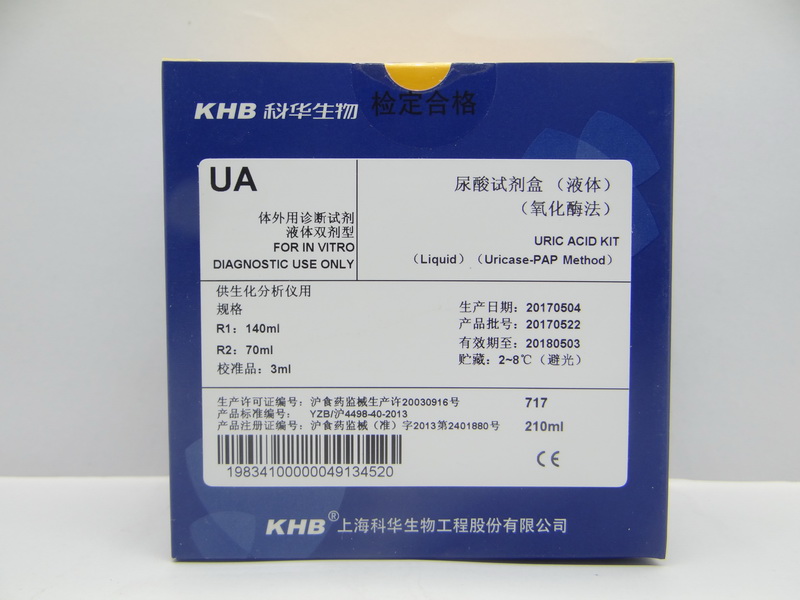 KHB 科华生物 检定合格
UA
体外用诊断试剂
液体双剂型
FOR IN VITRO
DIAGNOSTIC USE ONLY
尿酸试剂盒（液体）
（氧化酶法）
URIC ACID KIT
（Liquid）（Uricase-PAP Method）
供生化分析仪用
规格
R1：140ml
R2：70ml
校准品：3ml
生产日期：20170504
产品批号：20170522
有效期至：20180503
贮藏：2~8℃（避光）
生产许可证编号：沪食药监械生产许20030916号
产品标准编号： YZB/沪4498-40-2013
产品注册证编号：沪食药监械（准）字2013第2401880号
717
210ml
19834100000049134520
CE
KHB®上海科华生物工程股份有限公司